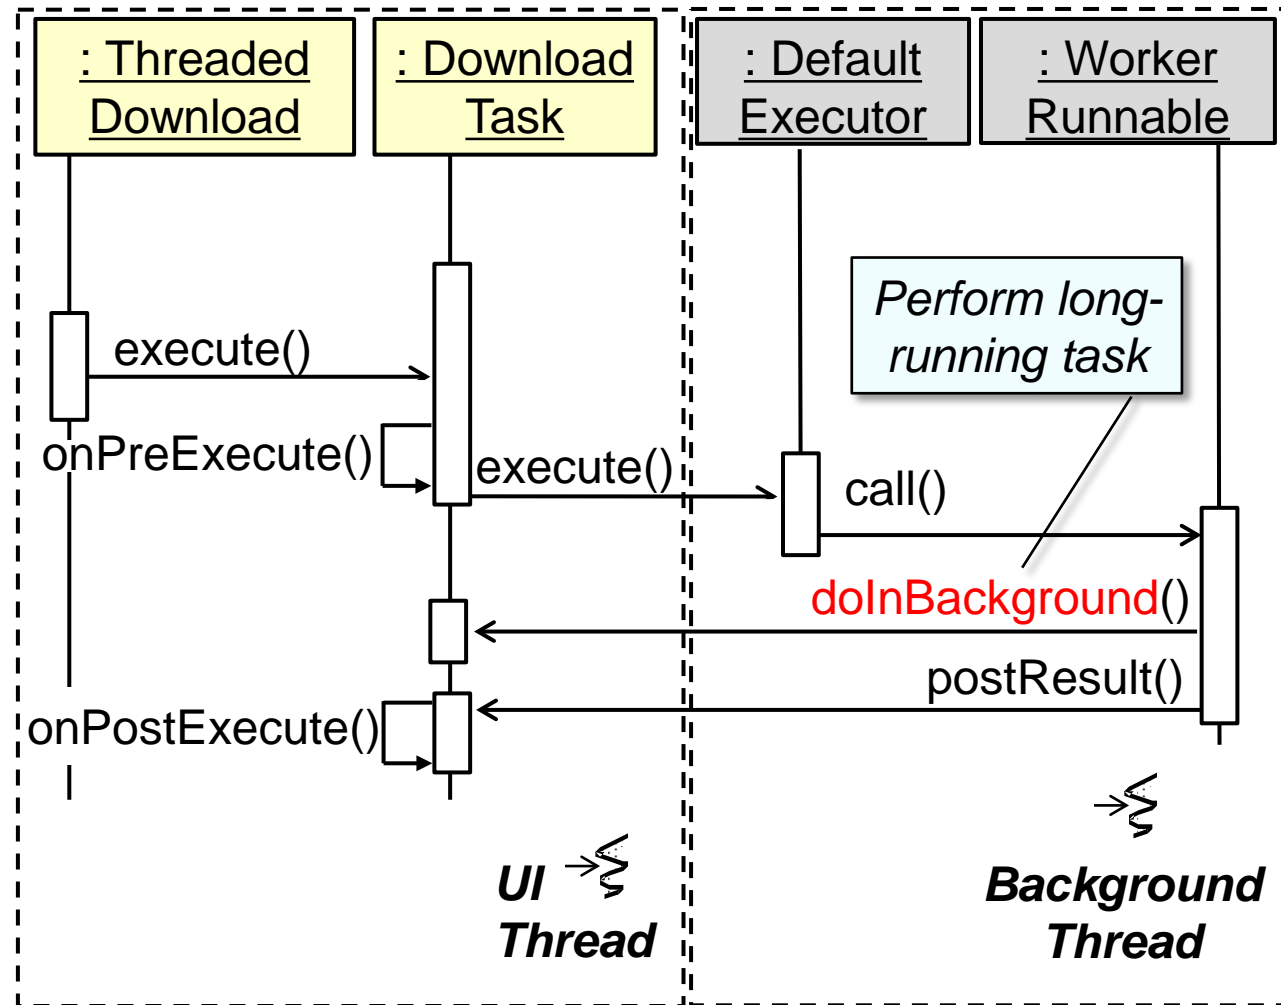 : Threaded
Download
: Download
Task
: Default
Executor
: Worker
Runnable
Perform long-
running task
execute()
onPreExecute()
execute()
call()
doInBackground()
postResult()
onPostExecute()
UI
Thread
Background
Thread